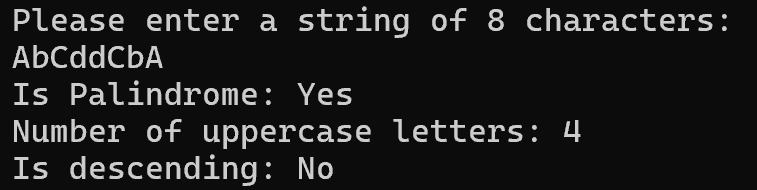 Please enter a string of 8 characters:
AbCddCbA
Is Palindrome: Yes
Number of uppercase letters: 4
Is descending: No